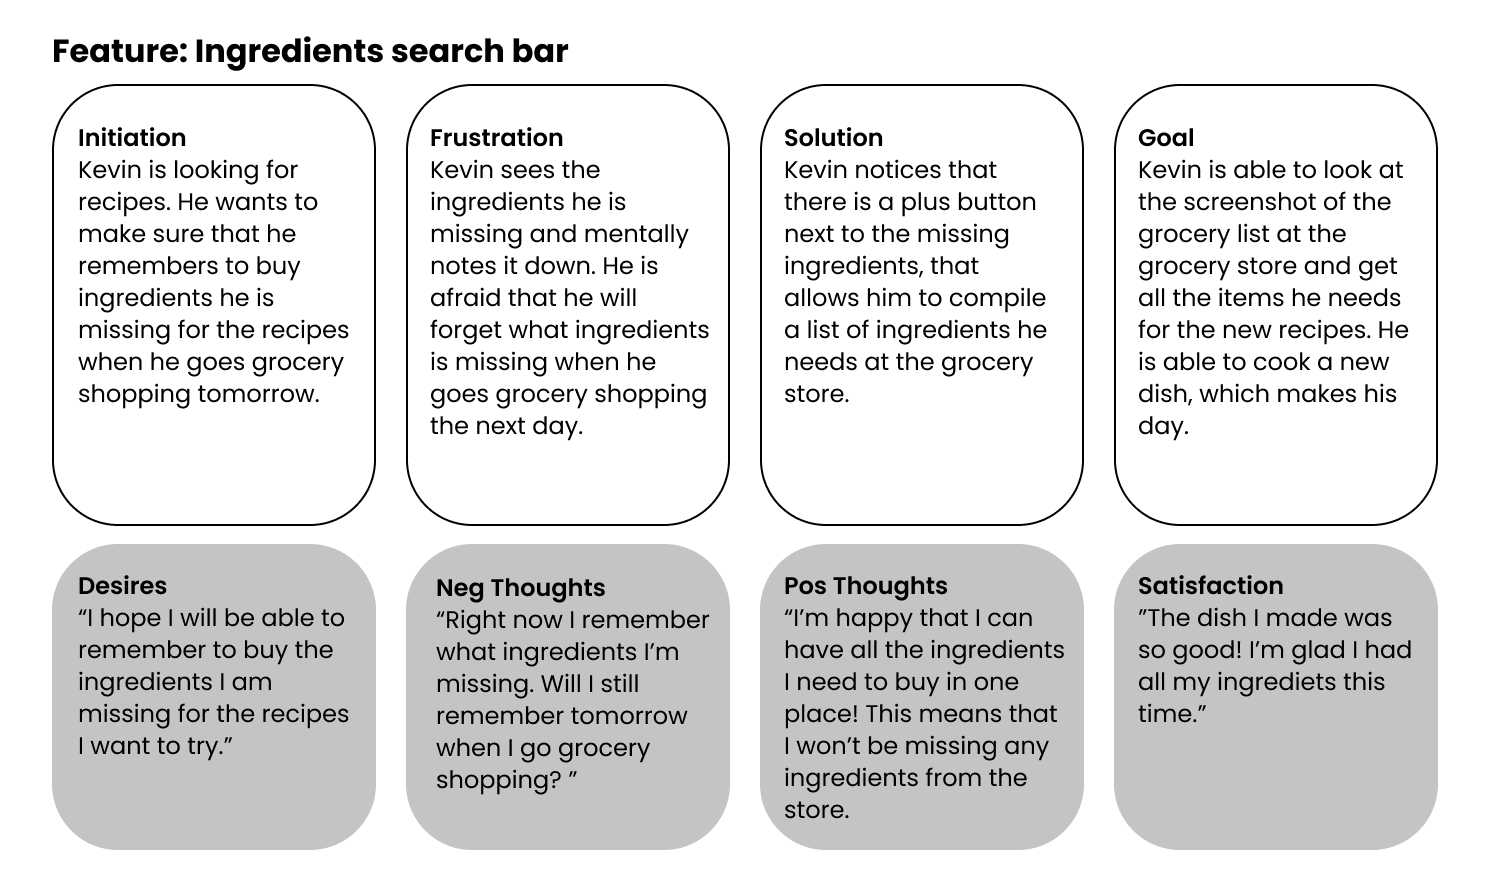 Feature: Ingredients search bar
Initiation
Kevin is looking for
recipes. He wants to
make sure that he
remembers to buy
ingredients he is
missing for the recipes
when he goes grocery
shopping tomorrow.
Frustration
Kevin sees the
ingredients he is
missing and mentally
notes it down. He is
afraid that he will
forget what ingredients
is missing when he
goes grocery shopping
the next day.
Solution
Kevin notices that
there is a plus button
next to the missing
ingredients, that
allows him to compile
a list of ingredients he
needs at the grocery
store.
Goal
Kevin is able to look at
the screenshot of the
grocery list at the
grocery store and get
all the items he needs
for the new recipes. He
is able to cook a new
dish, which makes his
day.
Desires
“I hope I will be able to
remember to buy the
ingredients I am
missing for the recipes
I want to try.”
Neg Thoughts
“Right now I remember
what ingredients I’m
missing. Will I still
remember tomorrow
when I go grocery
shopping? ”
Pos Thoughts
“I’m happy that I can
have all the ingredients
I need to buy in one
place! This means that
I won’t be missing any
ingredients from the
store.
Satisfaction
”The dish I made was
so good! I’m glad I had
all my ingrediets this
time.”